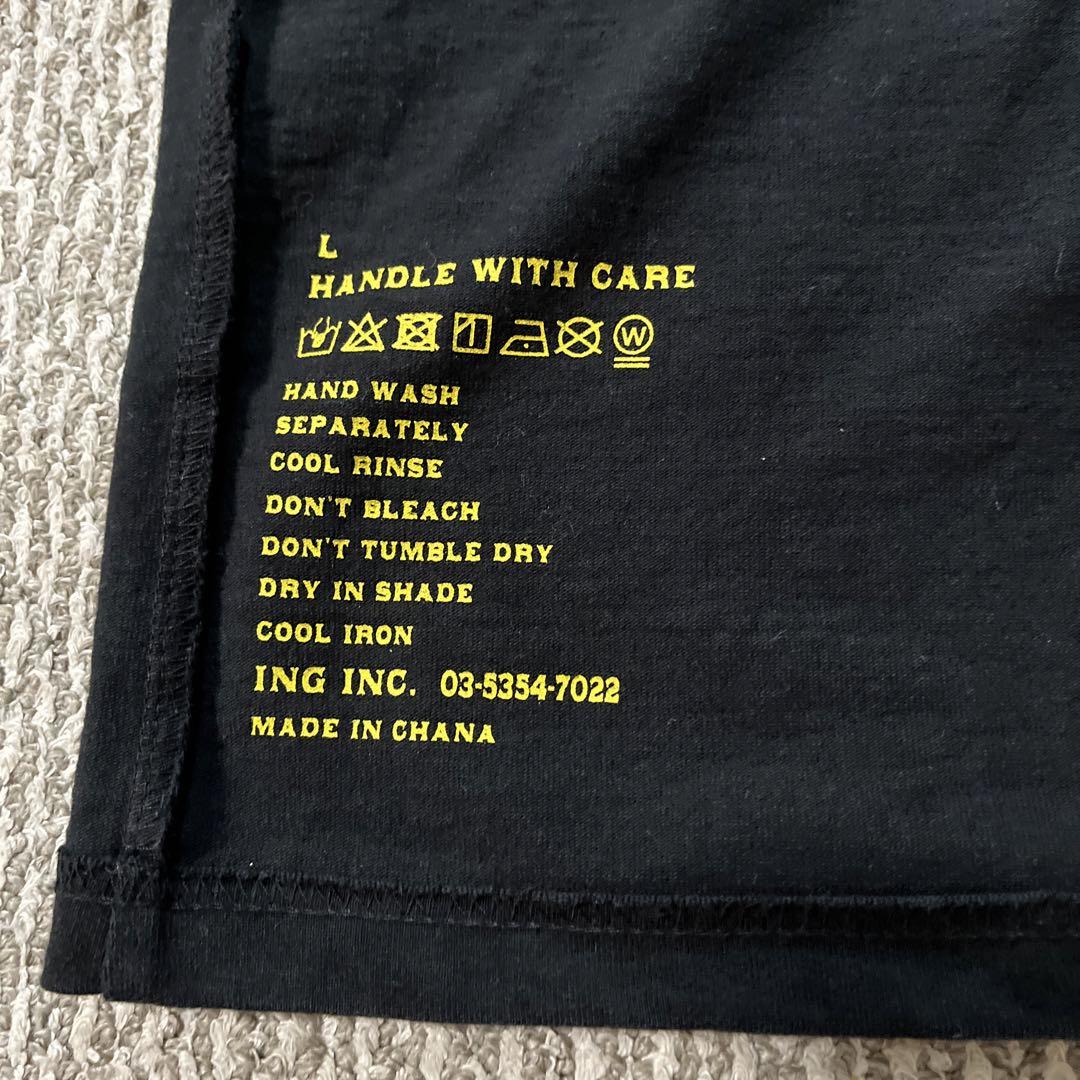 L
HANDLE WITH CARE
W
HAND WASH
SEPARATELY
COOL RINSE
DON'T BLEACH
DON'T TUMBLE DRY
DRY IN SHADE
COOL IRON
ING INC. 03-5354-7022
MADE IN CHANA